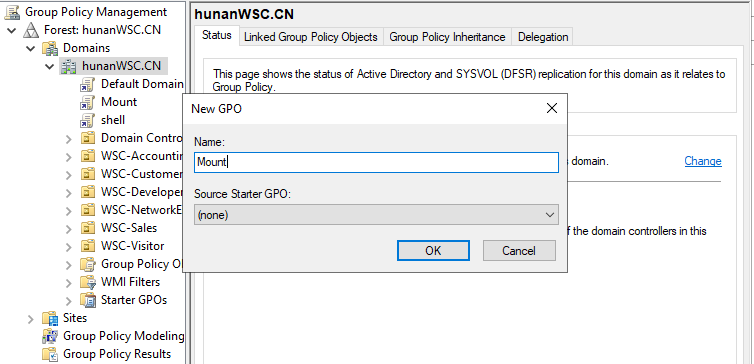 Group Policy Management
Forest: hunanWSC.CN
Domains
hunanWSC.CN
Default Domain
Mount
shell
Domain Contro
WSC-Accountin
WSC-Customer
WSC-Developer
WSC-NetworkE
WSC-Sales
WSC-Visitor
Group Policy O
WMI Filters
Starter GPOs
Sites
Group Policy Modeling
Group Policy Results
hunanWSC.CN
Status Linked Group Policy Objects Group Policy Inheritance Delegation
This page shows the status of Active Directory and SYSVOL (DFSR) replication for this domain as it relates to
Group Policy.
s domain. Change
f the domain controllers in this
New GPO
Name:
Mount
Source Starter GPO:
(none)
OK Cancel